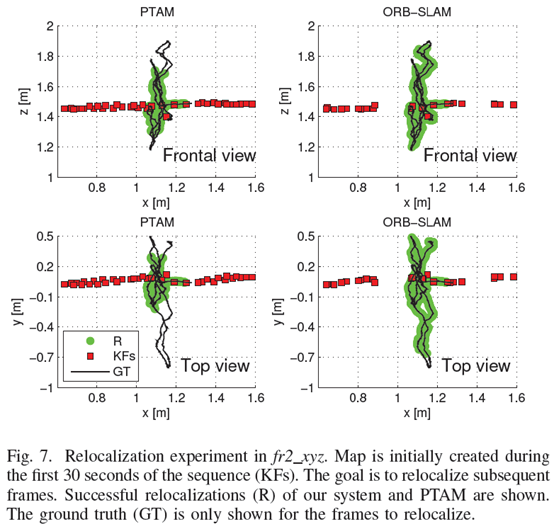 PTAM
ORB−SLAM
2
1.8
1.6
1.4
1.2
1
z [m]
0.8 1 1.2 1.4 1.6
x [m]
Frontal view
2
1.8
1.6
1.4
1.2
1
z [m]
0.8 1 1.2 1.4 1.6
x [m]
Frontal view
PTAM
ORB−SLAM
0.5
0.2
−0.1
−0.4
−0.7
−1
y [m]
R
KFs
GT
Top view
0.8 1 1.2 1.4 1.6
x [m]
0.5
0.2
−0.1
−0.4
−0.7
−1
y [m]
Top view
0.8 1 1.2 1.4 1.6
x [m]
Fig. 7. Relocalization experiment in fr2_xyz. Map is initially created during
the first 30 seconds of the sequence (KFs). The goal is to relocalize subsequent
frames. Successful relocalizations (R) of our system and PTAM are shown.
The ground truth (GT) is only shown for the frames to relocalize.